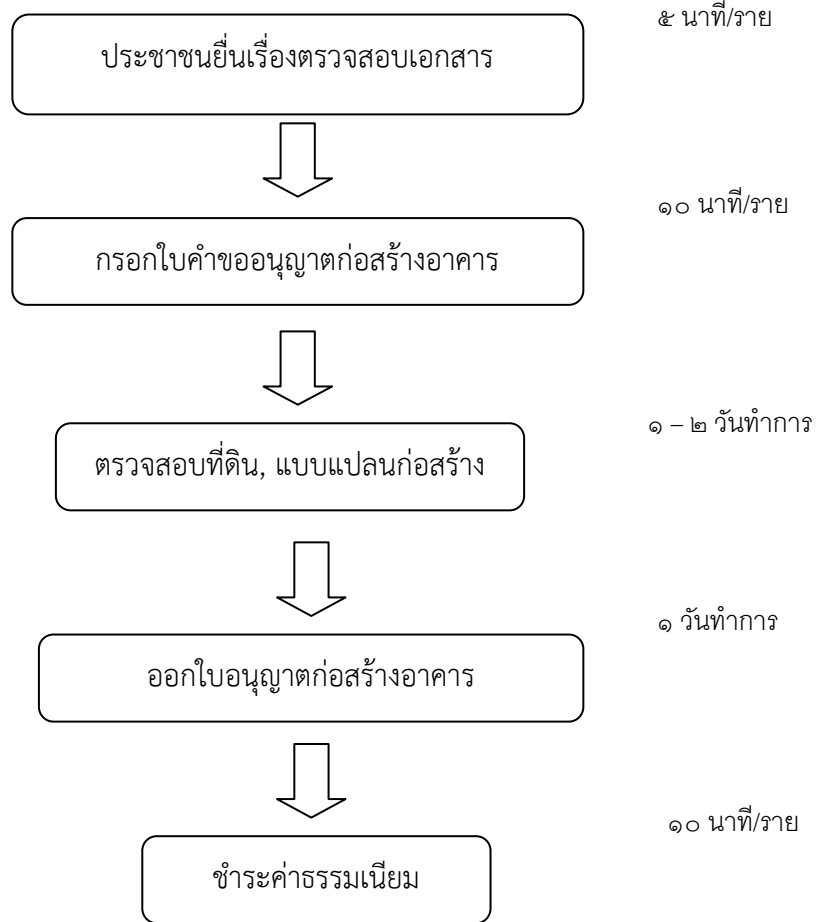 ๕ นาที/ราย
ประชาชนยื่นเรื่องตรวจสอบเอกสาร
๑๐ นาที/ราย
กรอกใบคำขออนุญาตก่อสร้างอาคาร
๑ – ๒ วันทำการ
ตรวจสอบที่ดิน, แบบแปลนก่อสร้าง
๑ วันทำการ
ออกใบอนุญาตก่อสร้างอาคาร
๑๐ นาที/ราย
ชำระค่าธรรมเนียม